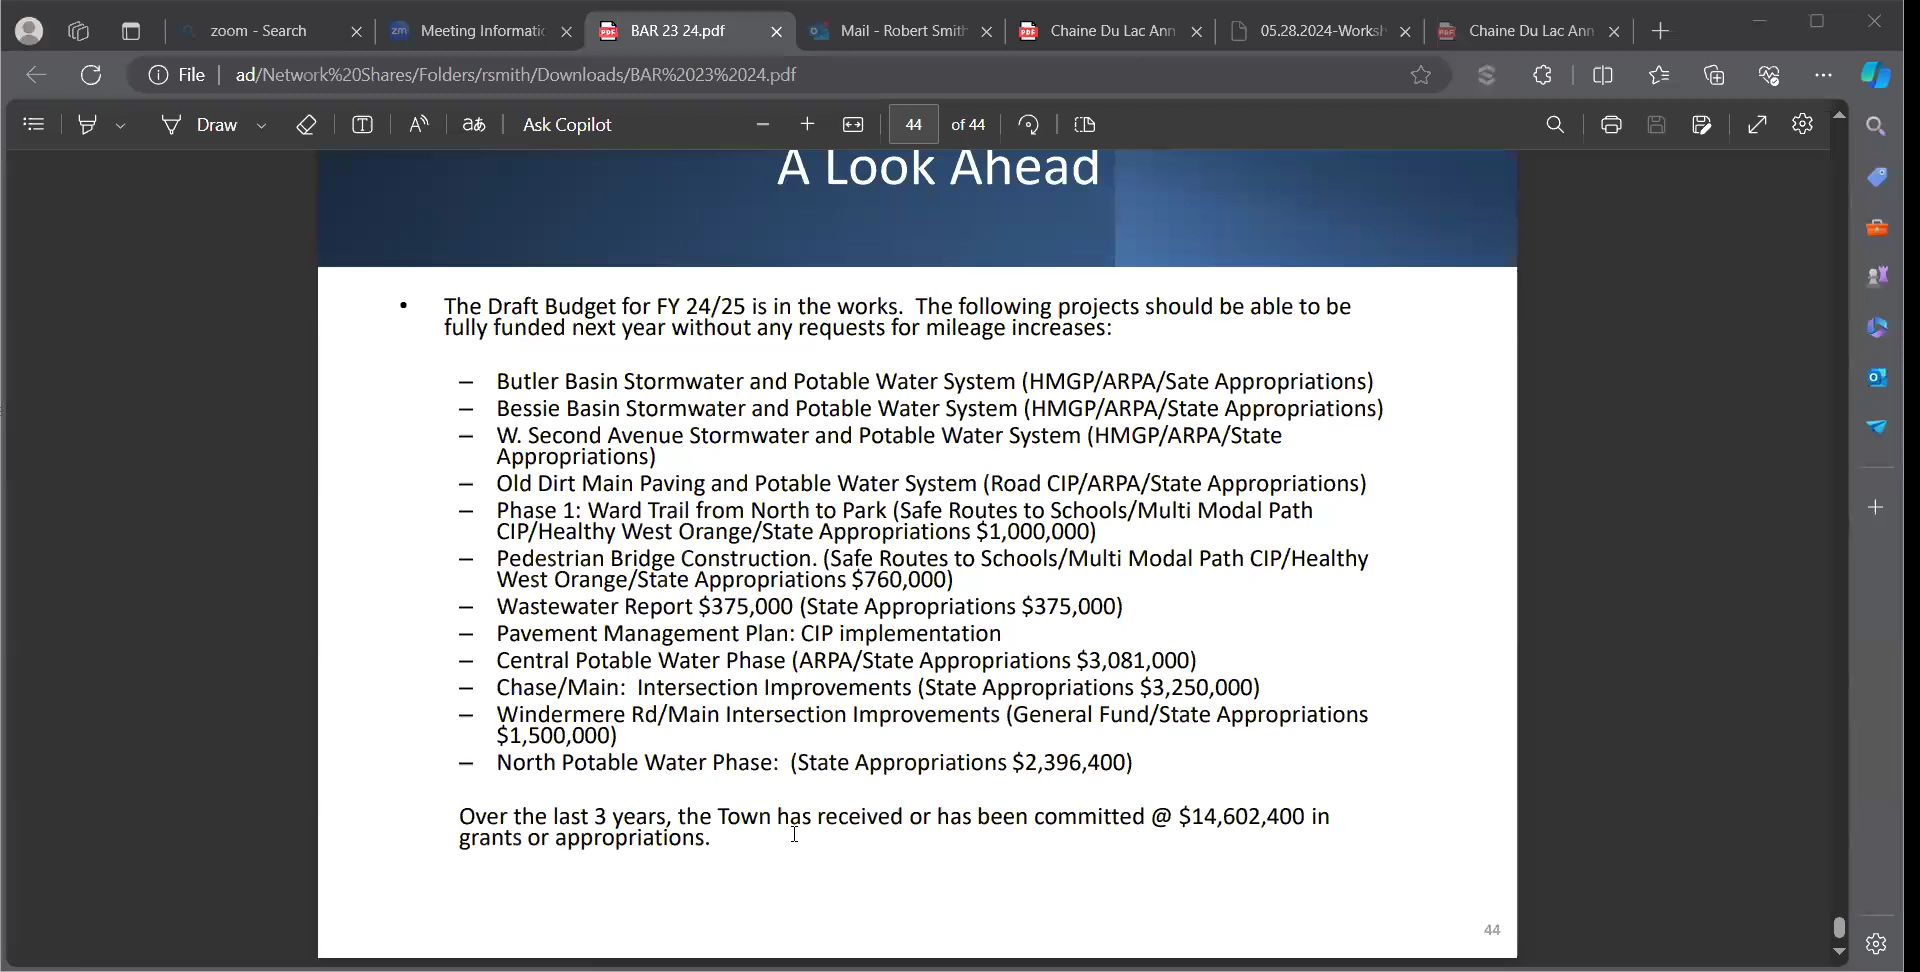 zoom - Search
Meeting Informatic
BAR 23 24.pdf
Mail - Robert Smith
Chaine Du Lac Ann
05.28.2024-Worksh
Chaine Du Lac Ann
File
ad/Network%20Shares/Folders/rsmith/Downloads/BAR%2023%2024.pdf
Draw
Ask Copilot
44
of 44
A Look Ahead
• The Draft Budget for FY 24/25 is in the works. The following projects should be able to be
fully funded next year without any requests for mileage increases:
– Butler Basin Stormwater and Potable Water System (HMGP/ARPA/Sate Appropriations)
– Bessie Basin Stormwater and Potable Water System (HMGP/ARPA/State Appropriations)
– W. Second Avenue Stormwater and Potable Water System (HMGP/ARPA/State
Appropriations)
– Old Dirt Main Paving and Potable Water System (Road CIP/ARPA/State Appropriations)
– Phase 1: Ward Trail from North to Park (Safe Routes to Schools/Multi Modal Path
CIP/Healthy West Orange/State Appropriations $1,000,000)
– Pedestrian Bridge Construction. (Safe Routes to Schools/Multi Modal Path CIP/Healthy
West Orange/State Appropriations $760,000)
– Wastewater Report $375,000 (State Appropriations $375,000)
– Pavement Management Plan: CIP implementation
– Central Potable Water Phase (ARPA/State Appropriations $3,081,000)
– Chase/Main: Intersection Improvements (State Appropriations $3,250,000)
– Windermere Rd/Main Intersection Improvements (General Fund/State Appropriations
$1,500,000)
– North Potable Water Phase: (State Appropriations $2,396,400)
Over the last 3 years, the Town has received or has been committed @ $14,602,400 in
grants or appropriations.
44